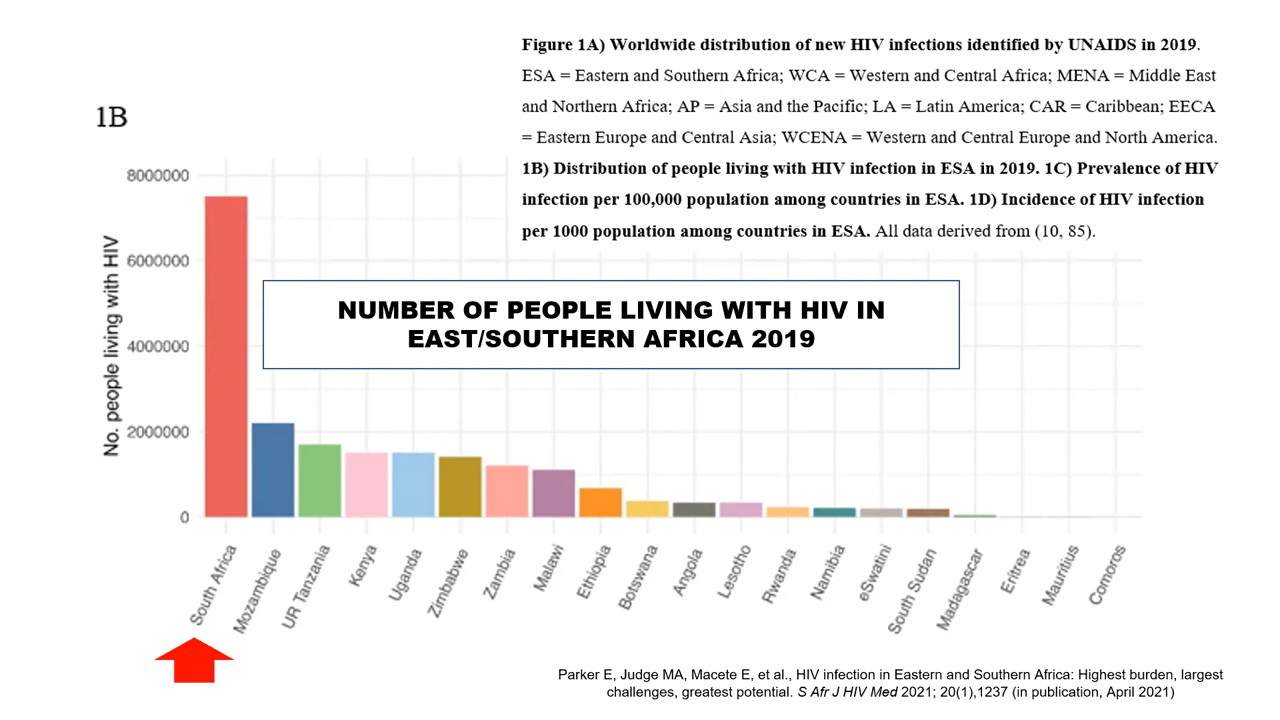 Figure 1A) Worldwide distribution of new HIV infections identified by UNAIDS in 2019.
ESA = Eastern and Southern Africa; WCA = Western and Central Africa; MENA = Middle East
and Northern Africa; AP = Asia and the Pacific; LA = Latin America; CAR = Caribbean; EECA
= Eastern Europe and Central Asia; WCENA = Western and Central Europe and North America.
1B) Distribution of people living with HIV infection in ESA in 2019. 1C) Prevalence of HIV
infection per 100,000 population among countries in ESA. 1D) Incidence of HIV infection
per 1000 population among countries in ESA. All data derived from (10, 85).
1B
8000000
6000000
4000000
2000000
0
No. people living with HIV
NUMBER OF PEOPLE LIVING WITH HIV IN
EAST/SOUTHERN AFRICA 2019
South Africa
Mozambique
UR Tanzania
Kenya
Uganda
Zimbabwe
Zambia
Malawi
Ethiopia
Botswana
Angola
Lesotho
Rwanda
Namibia
eSwatini
South Sudan
Madagascar
Eritrea
Mauritius
Comoros
Parker E, Judge MA, Macete E, et al., HIV infection in Eastern and Southern Africa: Highest burden, largest
challenges, greatest potential. S Afr J HIV Med 2021; 20(1),1237 (in publication, April 2021)